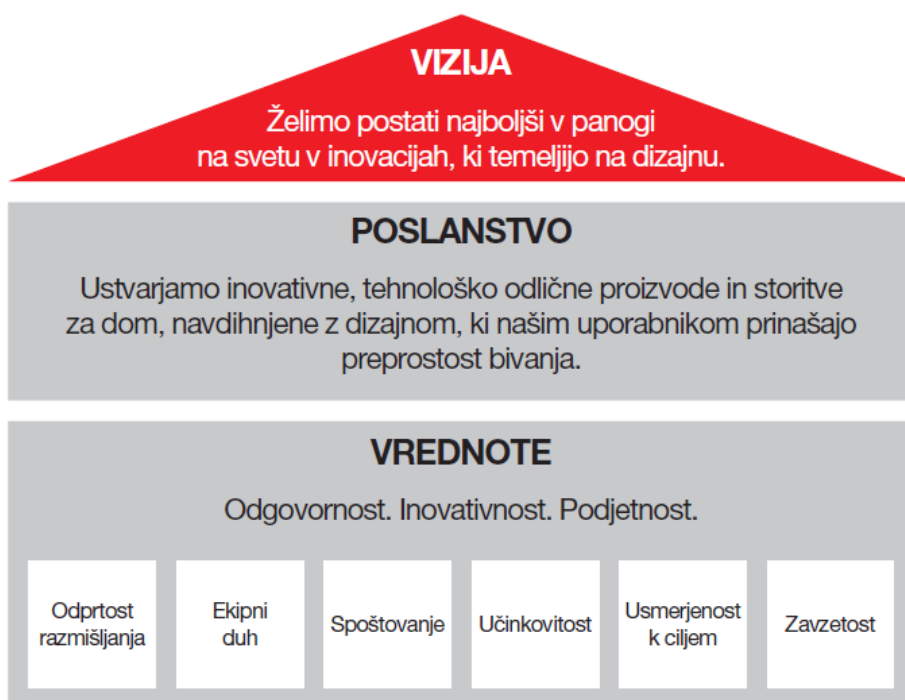 VIZIJA
Želimo postati najboljši v panogi
na svetu v inovacijah, ki temeljijo na dizajnu.
POSLANSTVO
Ustvarjamo inovativne, tehnološko odlične proizvode in storitve
za dom, navdihnjene z dizajnom, ki našim uporabnikom prinašajo
preprostost bivanja.
VREDNOTE
Odgovornost. Inovativnost. Podjetnost.
Odprtost
razmišljanja
Ekipni
duh
Spoštovanje
Učinkovitost
Usmerjenost
k ciljem
Zavzetost